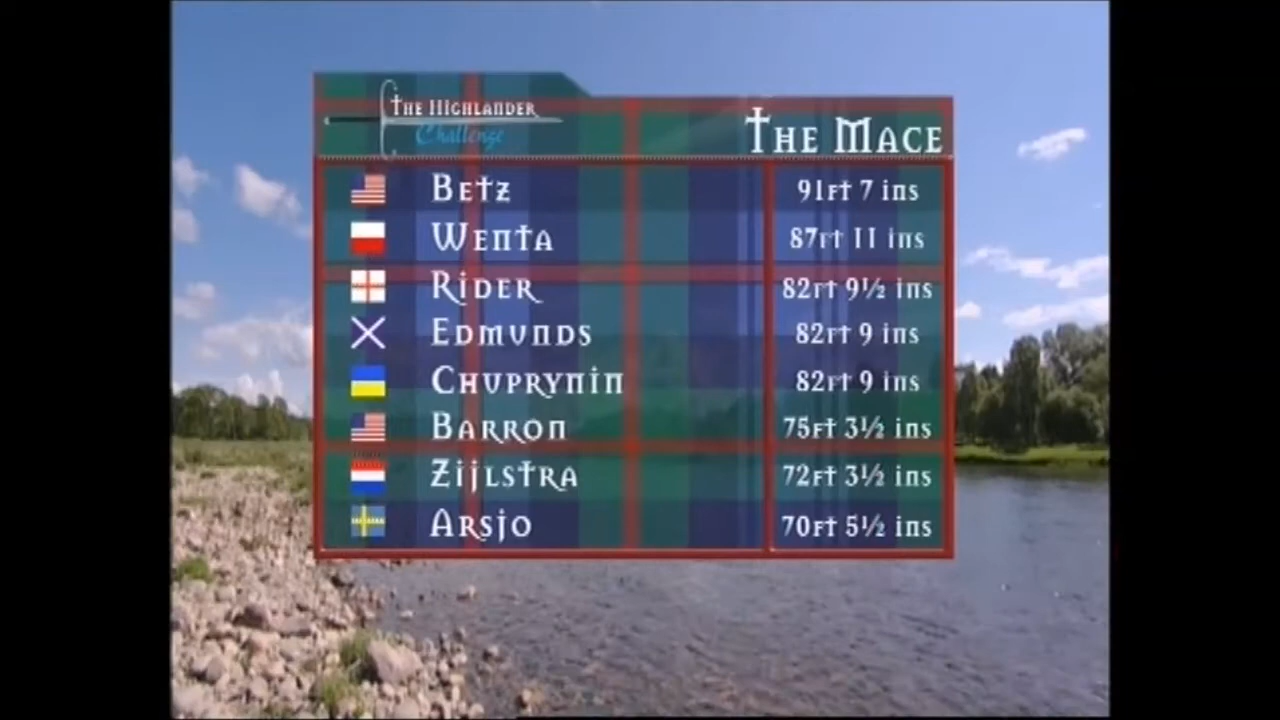 The Highlander
Challenge
The Mace
Betz 91ft 7 ins
Wenta 87ft 11 ins
Rider 82ft 9½ ins
Edmunds 82ft 9 ins
Chuprynin 82ft 9 ins
Barron 75ft 3½ ins
Zijlstra 72ft 3½ ins
Arsjo 70ft 5½ ins